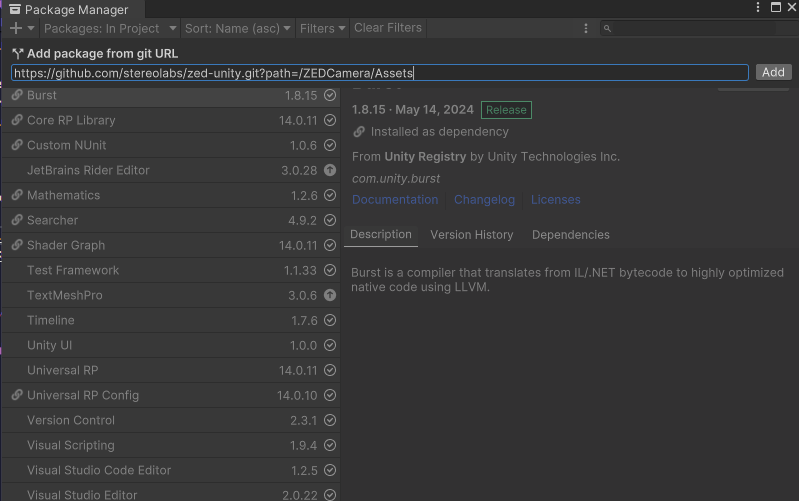 Package Manager
Packages: In Project Sort: Name (asc) Filters Clear Filters
Add package from git URL
https://github.com/stereolabs/zed-unity.git?path=/ZEDCamera/Assets Add
Burst 1.8.15
Core RP Library 14.0.11
Custom NUnit 1.0.6
JetBrains Rider Editor 3.0.28
Mathematics 1.2.6
Searcher 4.9.2
Shader Graph 14.0.11
Test Framework 1.1.33
TextMeshPro 3.0.6
Timeline 1.7.6
Unity UI 1.0.0
Universal RP 14.0.11
Universal RP Config 14.0.10
Version Control 2.3.1
Visual Scripting 1.9.4
Visual Studio Code Editor 1.2.5
Visual Studio Editor 2.0.22
1.8.15 · May 14, 2024 Release
Installed as dependency
From Unity Registry by Unity Technologies Inc.
com.unity.burst
Documentation Changelog Licenses
Description Version History Dependencies
Burst is a compiler that translates from IL/.NET bytecode to highly optimized
native code using LLVM.